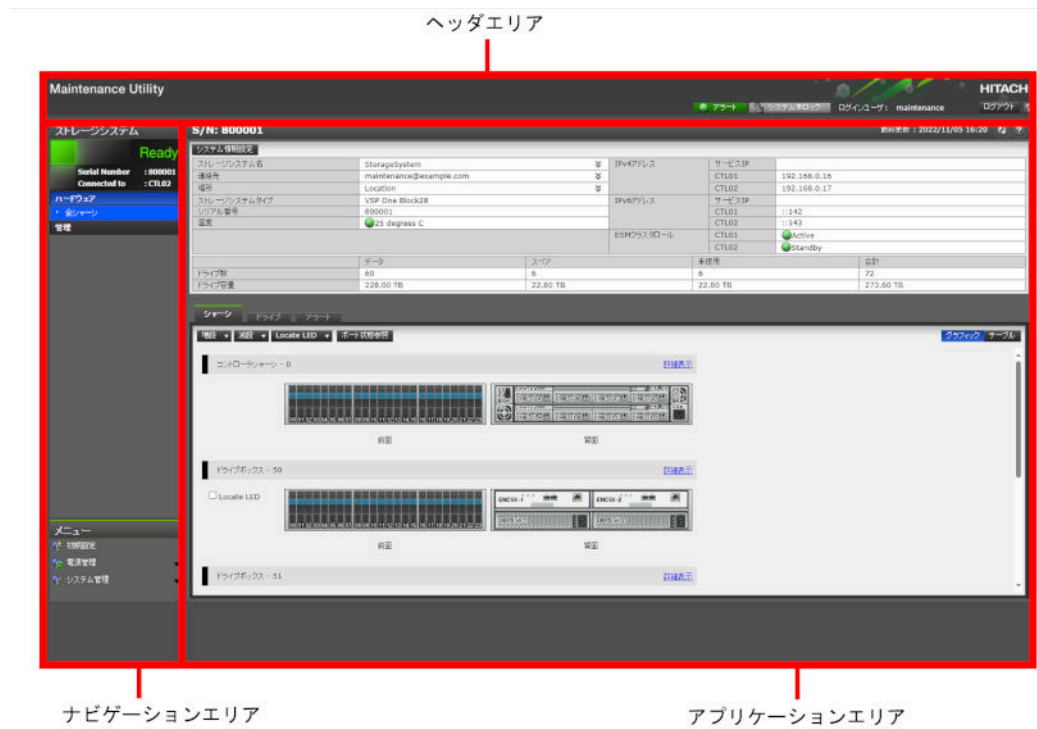 ヘッダエリア
Maintenance Utility
HITACH
アラート システムロック ログインユーザ: maintenance ログアウト
ストレージシステム
Ready
Serial Number : 800001
Connected to : CTL02
ハードウェア
全シャーシ
管理
S/N: 800001
最終更新 : 2022/11/05 16:20
システム情報設定
ストレージシステム名 StorageSystem IPv4アドレス サービスIP
連絡先 maintenance@example.com CTL01 192.168.0.16
場所 Location CTL02 192.168.0.17
ストレージシステムタイプ VSP One Block28 IPv6アドレス サービスIP
シリアル番号 800001 CTL01 ::142
温度 25 degrees C CTL02 ::143
ESMクラスタロール CTL01 Active
CTL02 Standby
データ スペア 未使用 合計
ドライブ数 60 6 6 72
ドライブ容量 228.00 TB 22.80 TB 22.80 TB 273.60 TB
シャーシ ドライブ アラート
増設 減設 Locate LED ポート状態参照 グラフィック テーブル
コントローラシャーシ - 0 詳細表示
前面 背面
ドライブボックス - 50 詳細表示
Locate LED
ENC50-1 ENC50-2
前面 背面
ドライブボックス - 51 詳細表示
メニュー
初期設定
電源管理
システム管理
ナビゲーションエリア
アプリケーションエリア